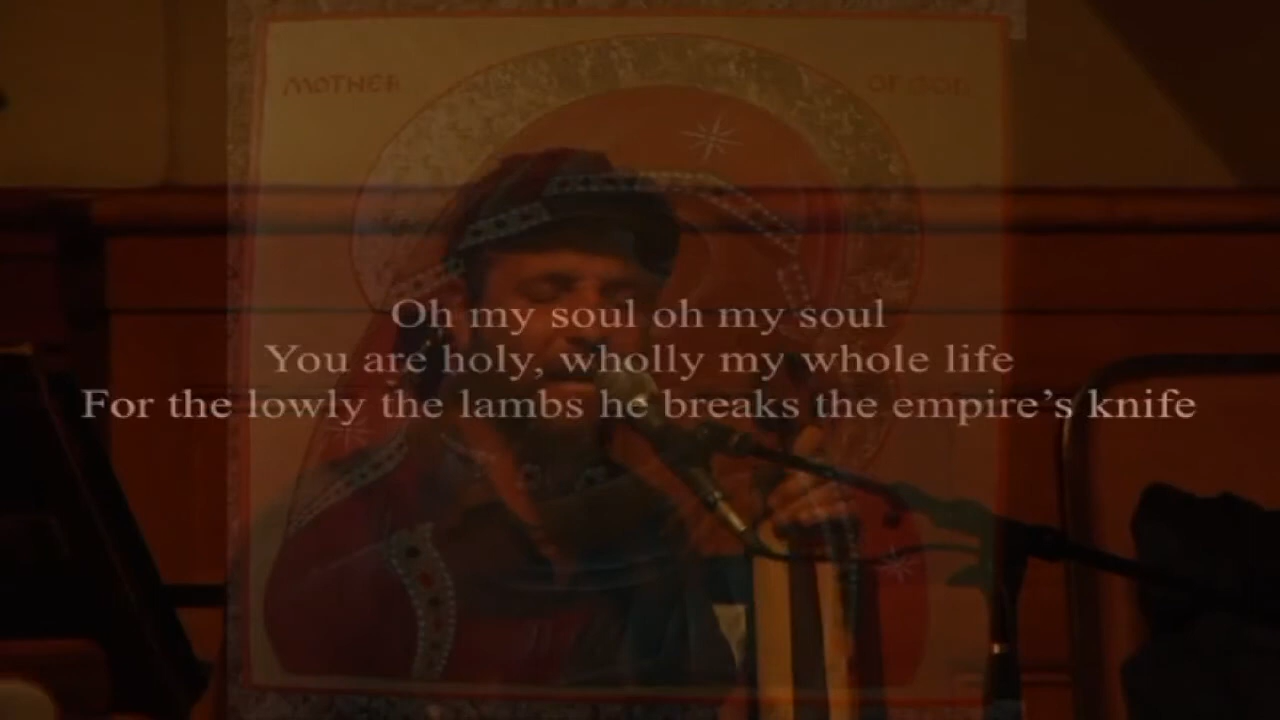 MOTHER OF GOD
Oh my soul oh my soul
You are holy, wholly my whole life
For the lowly the lambs he breaks the empire’s knife